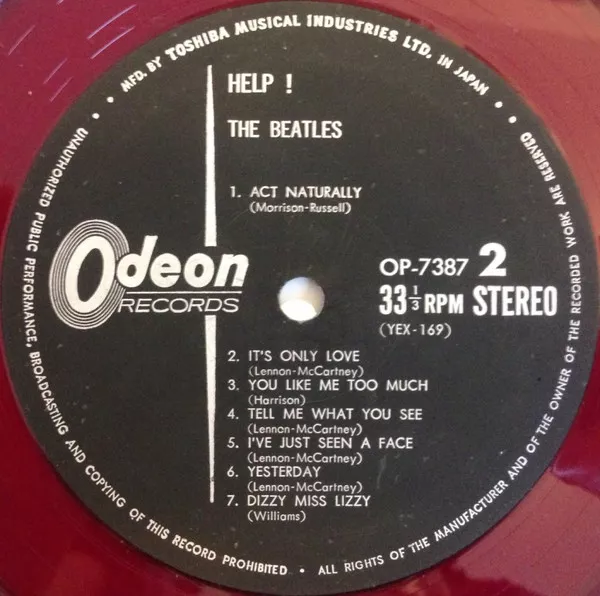 MFD. BY TOSHIBA MUSICAL INDUSTRIES LTD. IN JAPAN
HELP !
THE BEATLES
1. ACT NATURALLY
(Morrison-Russell)
Odeon
RECORDS
OP-7387 2
33 1/3 RPM STEREO
(YEX-169)
2. IT'S ONLY LOVE
(Lennon-McCartney)
3. YOU LIKE ME TOO MUCH
(Harrison)
4. TELL ME WHAT YOU SEE
(Lennon-McCartney)
5. I'VE JUST SEEN A FACE
(Lennon-McCartney)
6. YESTERDAY
(Lennon-McCartney)
7. DIZZY MISS LIZZY
(Williams)
UNAUTHORIZED PUBLIC PERFORMANCE, BROADCASTING AND COPYING OF THIS RECORD PROHIBITED • ALL RIGHTS OF THE MANUFACTURER AND OF THE OWNER OF THE RECORDED WORK ARE RESERVED